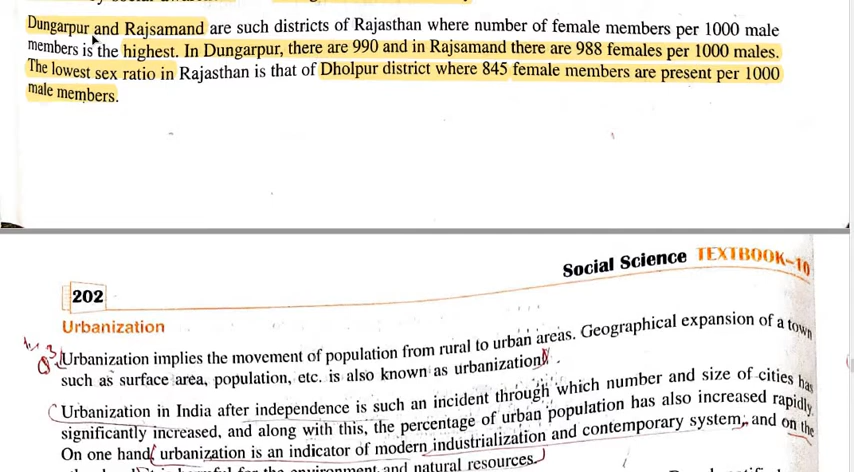 Dungarpur and Rajsamand are such districts of Rajasthan where number of female members per 1000 male
members is the highest. In Dungarpur, there are 990 and in Rajsamand there are 988 females per 1000 males.
The lowest sex ratio in Rajasthan is that of Dholpur district where 845 female members are present per 1000
male members.
Social Science TEXTBOOK-10
202
Urbanization
Urbanization implies the movement of population from rural to urban areas. Geographical expansion of a town
such as surface area, population, etc. is also known as urbanization.
Urbanization in India after independence is such an incident through which number and size of cities has
significantly increased, and along with this, the percentage of urban population has also increased rapidly.
On one hand urbanization is an indicator of modern industrialization and contemporary system, and on the
environment and natural resources.